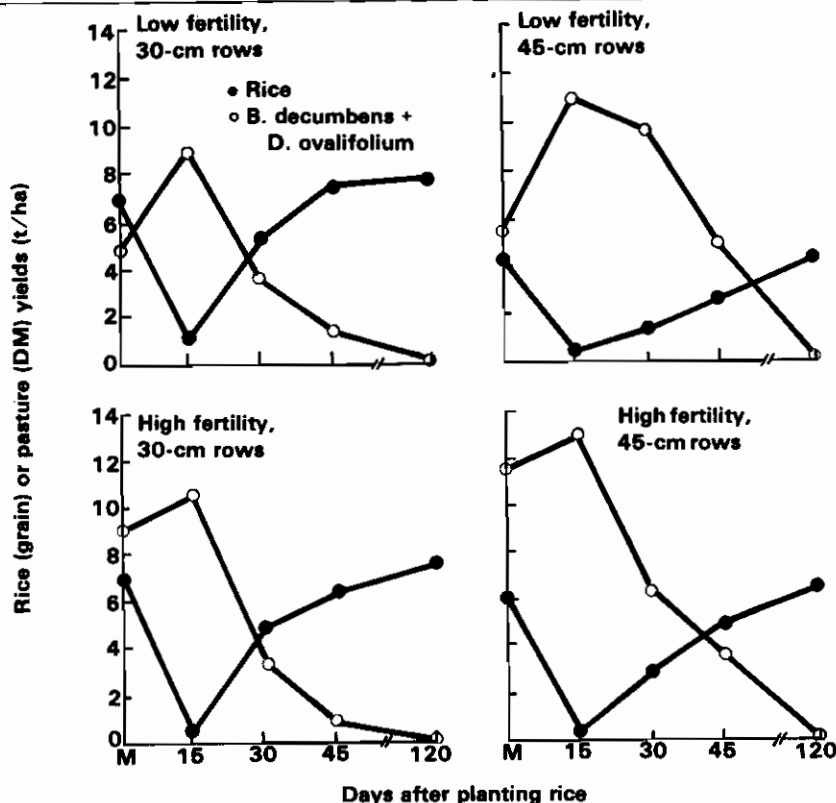 Low fertility,
30-cm rows
Rice
B. decumbens +
D. ovalifolium
14
12
10
8
6
4
2
0
Low fertility,
45-cm rows
Rice (grain) or pasture (DM) yields (t/ha)
High fertility,
30-cm rows
14
12
10
8
6
4
2
0
M 15 30 45 120
High fertility,
45-cm rows
M 15 30 45 120
Days after planting rice